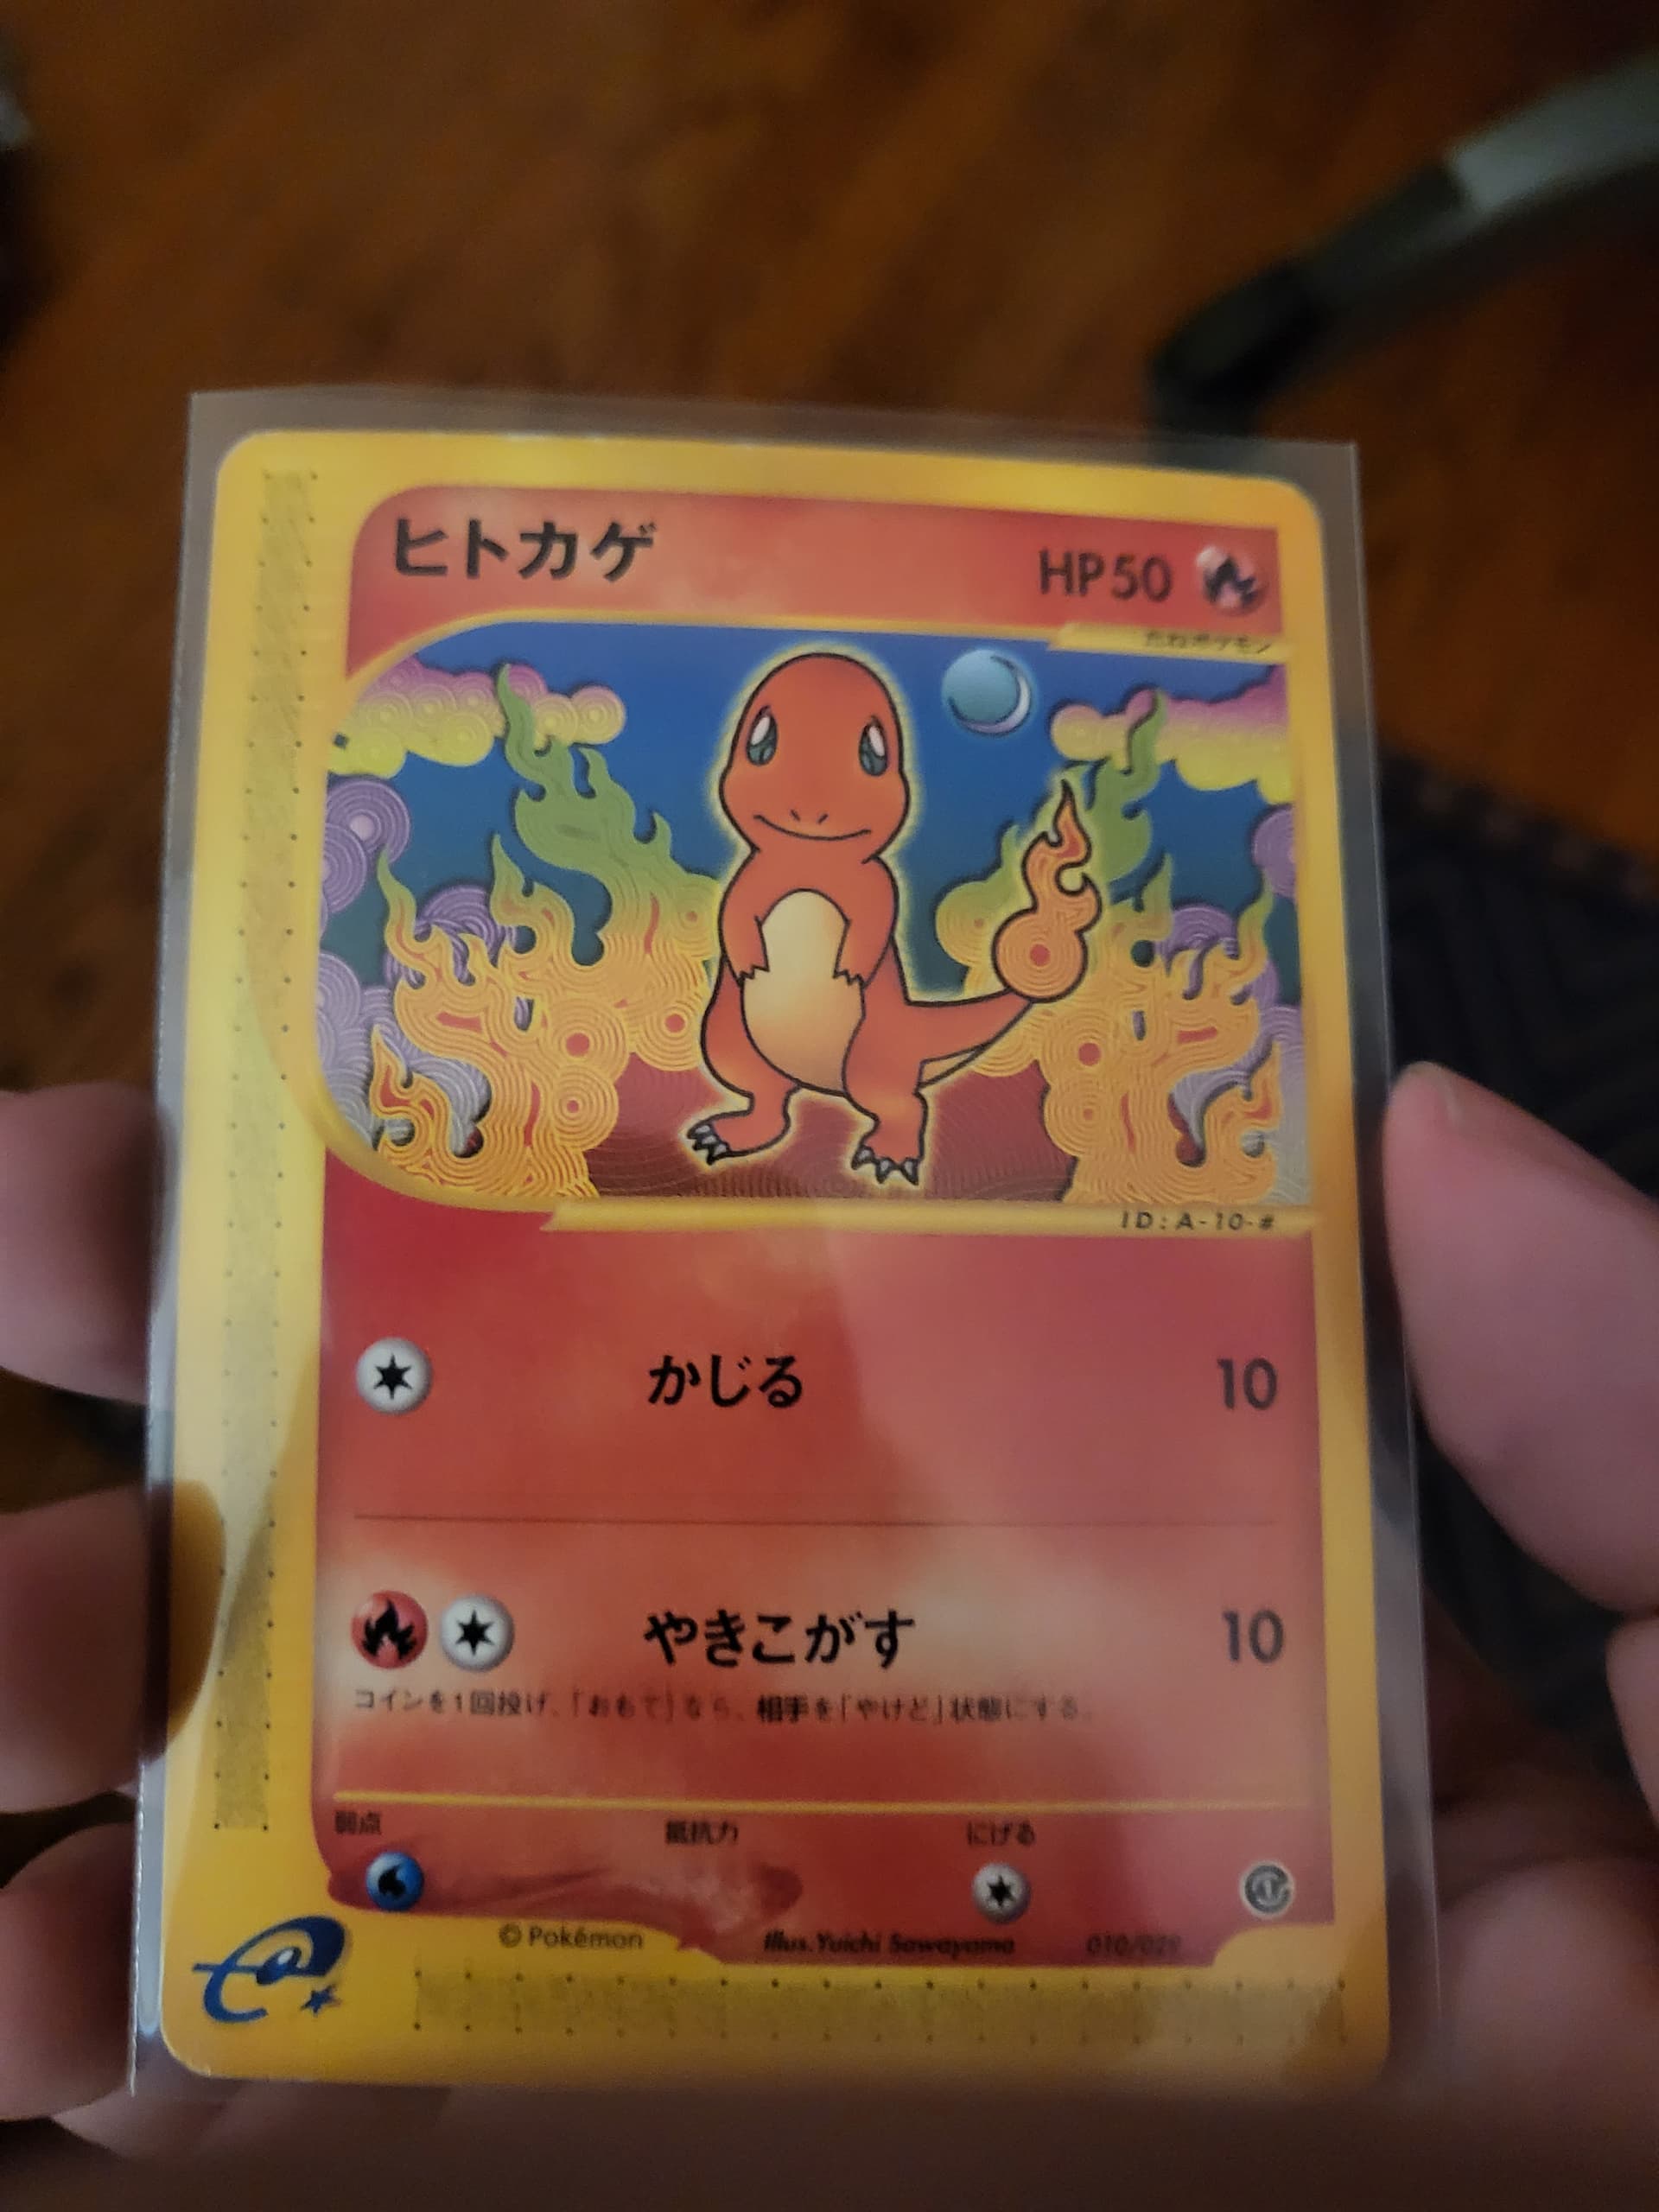 ヒトカゲ HP50
たねポケモン
ID:A-10-#
かじる 10
やきこがす 10
コインを1回投げ、「おもて」なら、相手を「やけど」状態にする。
弱点 抵抗力 にげる
© Pokémon Illus.Yuichi Sawayama 010/029